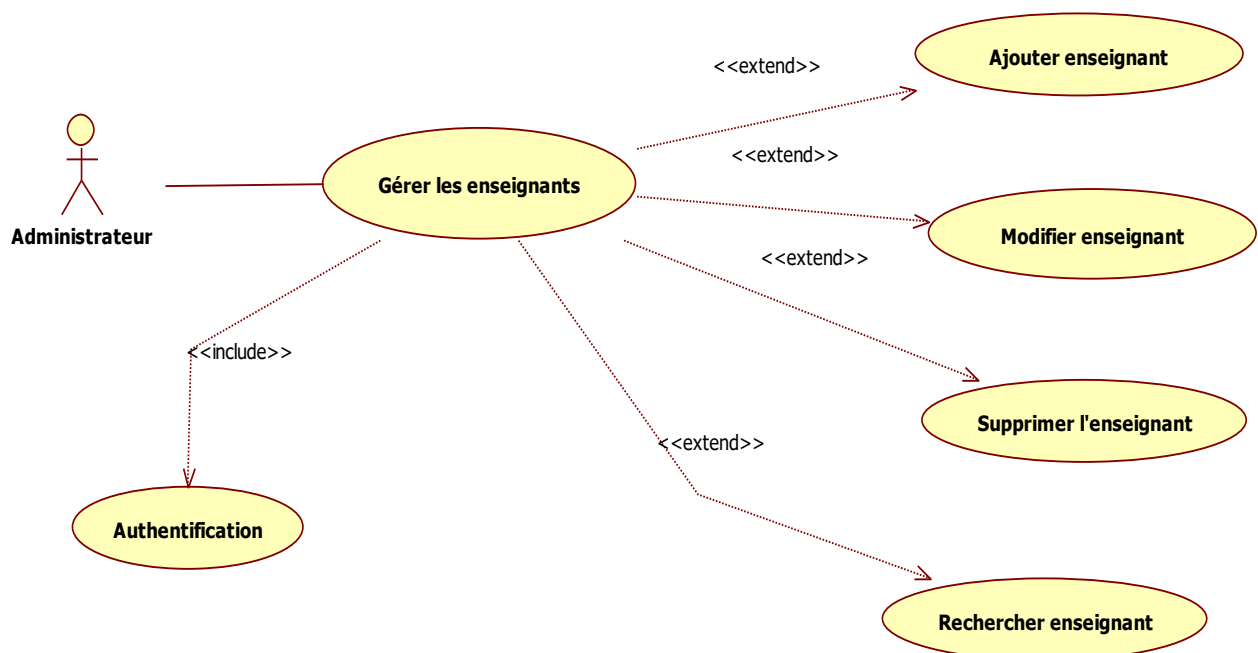 Ajouter enseignant
<<extend>>
<<extend>>
Gérer les enseignants
Administrateur
Modifier enseignant
<<extend>>
<<include>>
Supprimer l'enseignant
<<extend>>
Authentification
Rechercher enseignant